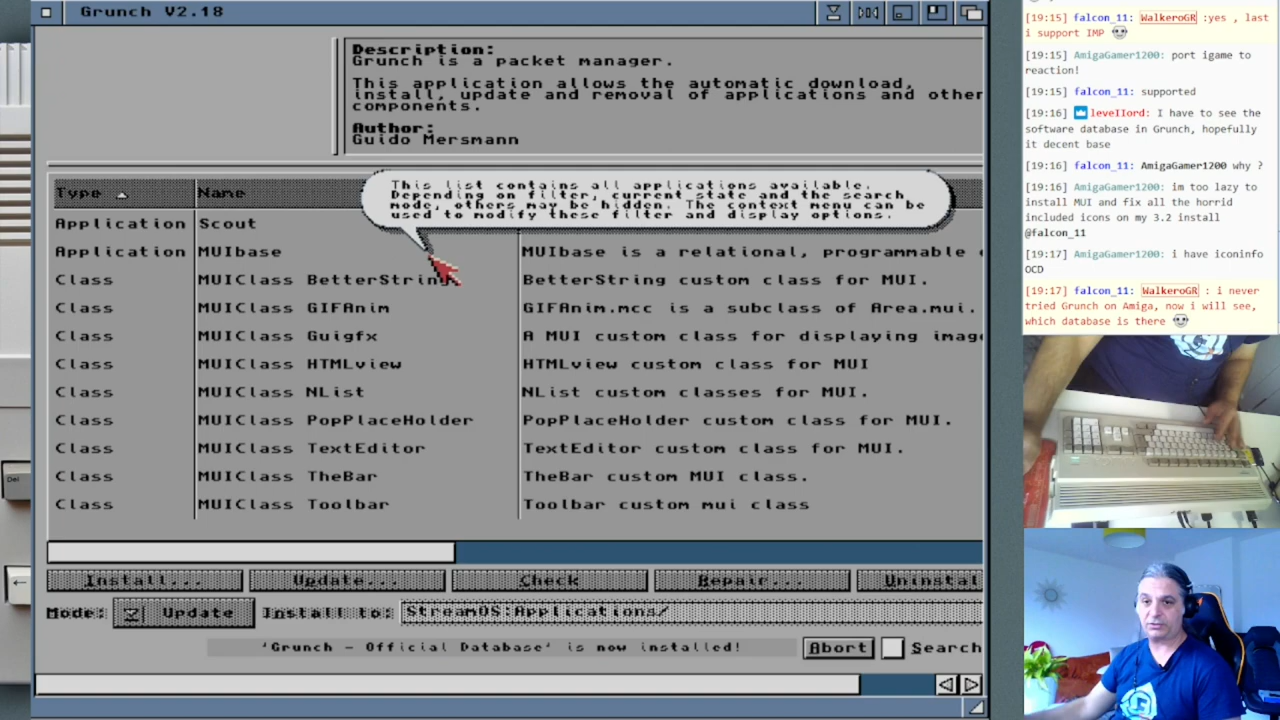 Grunch V2.18
Description:
Grunch is a packet manager.
This application allows the automatic download,
install, update and removal of applications and other
components.
Author:
Guido Mersmann
Type
Name
This list contains all applications available.
Depending on filter, current state and the search
mode, others may be hidden. The context menu can be
used to modify these filter and display options.
Application Scout
Application MUIbase MUIbase is a relational, programmable
Class MUIClass BetterString BetterString custom class for MUI.
Class MUIClass GIFAnim GIFAnim.mcc is a subclass of Area.mui.
Class MUIClass Guigfx A MUI custom class for displaying image
Class MUIClass HTMLview HTMLview custom class for MUI
Class MUIClass NList NList custom classes for MUI.
Class MUIClass PopPlaceHolder PopPlaceHolder custom class for MUI.
Class MUIClass TextEditor TextEditor custom class for MUI.
Class MUIClass TheBar TheBar custom MUI class.
Class MUIClass Toolbar Toolbar custom mui class
Install... Update... Check Repair... Uninstal
Mode: Update Install to: StreamOS:Applications/
'Grunch - Official Database' is now installed! Abort Search
Del
[19:15] falcon_11: WalkeroGR :yes , last
i support IMP
[19:15] AmigaGamer1200: port igame to
reaction!
[19:15] falcon_11: supported
[19:16] leveIIord: I have to see the
software database in Grunch, hopefully
it decent base
[19:16] falcon_11: AmigaGamer1200 why ?
[19:16] AmigaGamer1200: im too lazy to
install MUI and fix all the horrid
included icons on my 3.2 install
@falcon_11
[19:17] AmigaGamer1200: i have iconinfo
OCD
[19:17] falcon_11: WalkeroGR : i never
tried Grunch on Amiga, now i will see,
which database is there